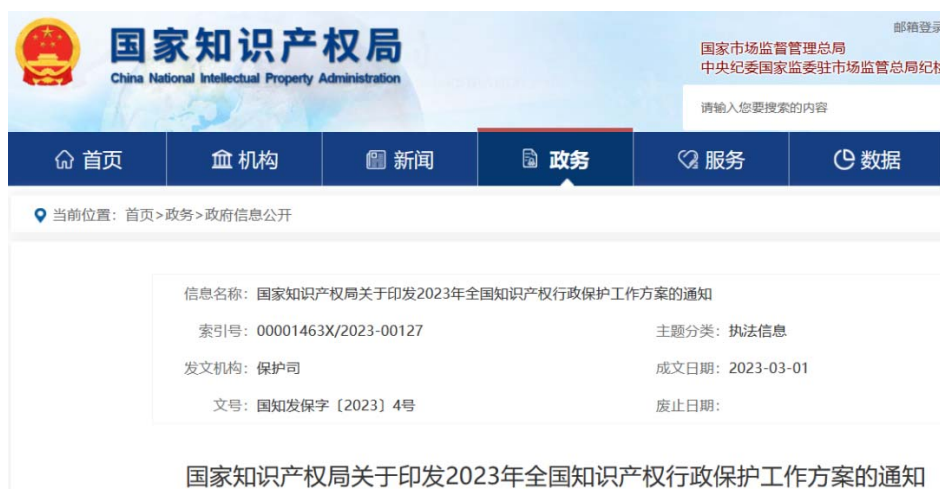 国家知识产权局
China National Intellectual Property Administration
邮箱登录
国家市场监督管理总局
中央纪委国家监委驻市场监管总局纪检
请输入您要搜索的内容
首页 机构 新闻 政务 服务 数据
当前位置:首页>政务>政府信息公开
信息名称:国家知识产权局关于印发2023年全国知识产权行政保护工作方案的通知
索引号:00001463X/2023-00127 主题分类:执法信息
发文机构:保护司 成文日期:2023-03-01
文号:国知发保字〔2023〕4号 废止日期:
国家知识产权局关于印发2023年全国知识产权行政保护工作方案的通知